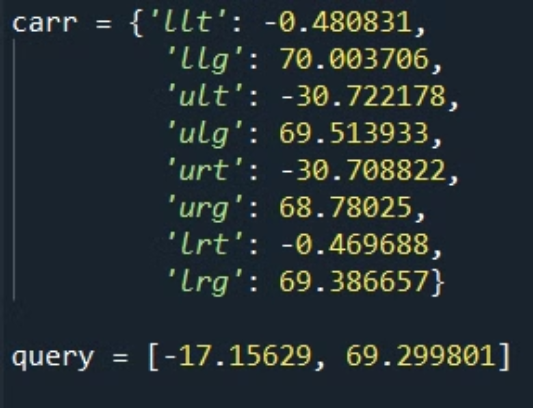 carr = {'llt': -0.480831,
'llg': 70.003706,
'ult': -30.722178,
'ulg': 69.513933,
'urt': -30.708822,
'urg': 68.78025,
'lrt': -0.469688,
'lrg': 69.386657}
query = [-17.15629, 69.299801]